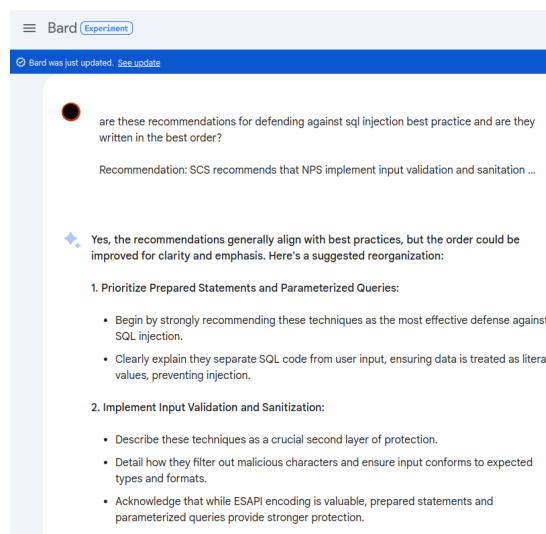 Bard Experiment
Bard was just updated. See update
are these recommendations for defending against sql injection best practice and are they
written in the best order?
Recommendation: SCS recommends that NPS implement input validation and sanitation ...
Yes, the recommendations generally align with best practices, but the order could be
improved for clarity and emphasis. Here's a suggested reorganization:
1. Prioritize Prepared Statements and Parameterized Queries:
• Begin by strongly recommending these techniques as the most effective defense against
SQL injection.
• Clearly explain they separate SQL code from user input, ensuring data is treated as litera
values, preventing injection.
2. Implement Input Validation and Sanitization:
• Describe these techniques as a crucial second layer of protection.
• Detail how they filter out malicious characters and ensure input conforms to expected
types and formats.
• Acknowledge that while ESAPI encoding is valuable, prepared statements and
parameterized queries provide stronger protection.